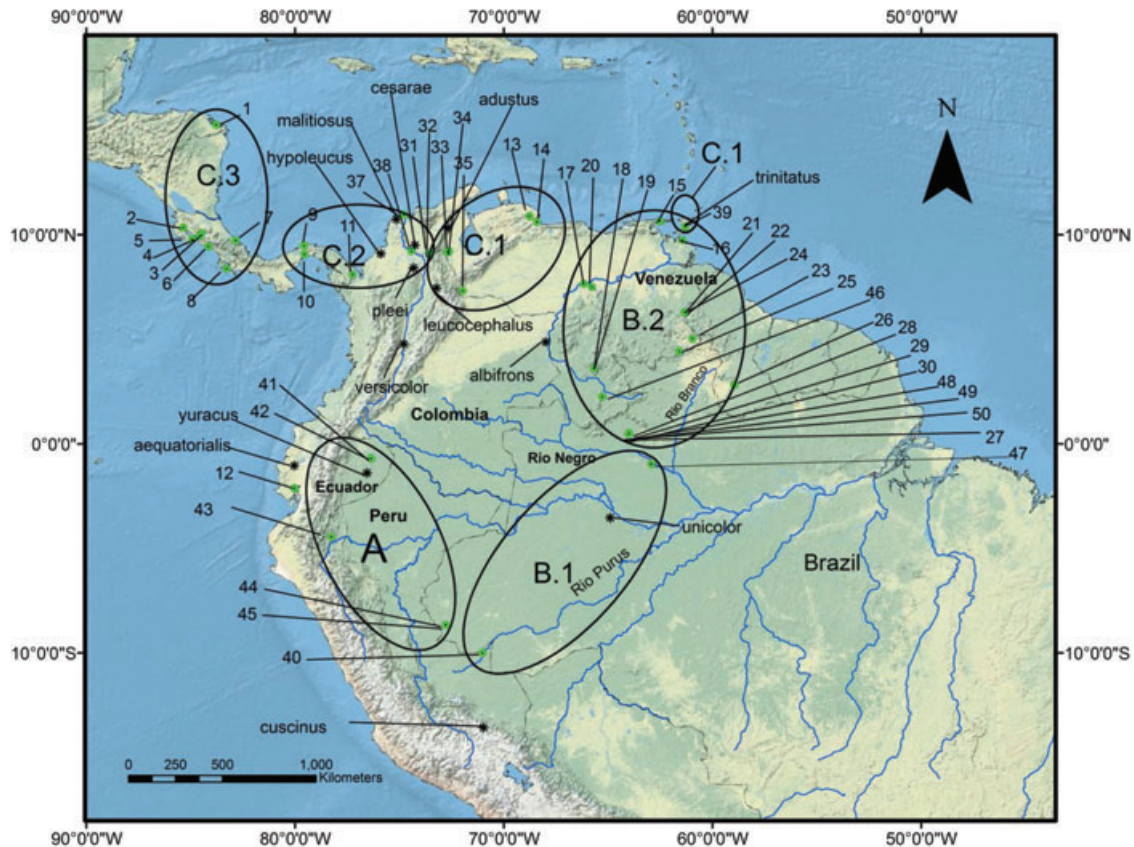 90°0'0"W 80°0'0"W 70°0'0"W 60°0'0"W 50°0'0"W
N
cesarae
adustus
malitiosus
32 34
hypoleucus
38 31 33 35 13 14
37
C.1
1
trinitatus
17 20 18 19 15
C.3
39
21
2 7 9
11
10°0'0"N 10°0'0"N
22
5
C.1
16
24
4
C.2
23
3
Venezuela
25
6
10
46
8
pleei
26
leucocephalus
B.2
28
29
albifrons
30
41
versicolor
Rio Branco
48
yuracus
Colombia
49
42
50
aequatorialis
0°0'0" 0°0'0"
27
Rio Negro
47
12
Ecuador
43
Peru
unicolor
A
Brazil
B.1
Rio Purus
44
45
40
10°0'0"S 10°0'0"S
cuscinus
0 250 500 1,000
Kilometers
90°0'0"W 80°0'0"W 70°0'0"W 60°0'0"W 50°0'0"W